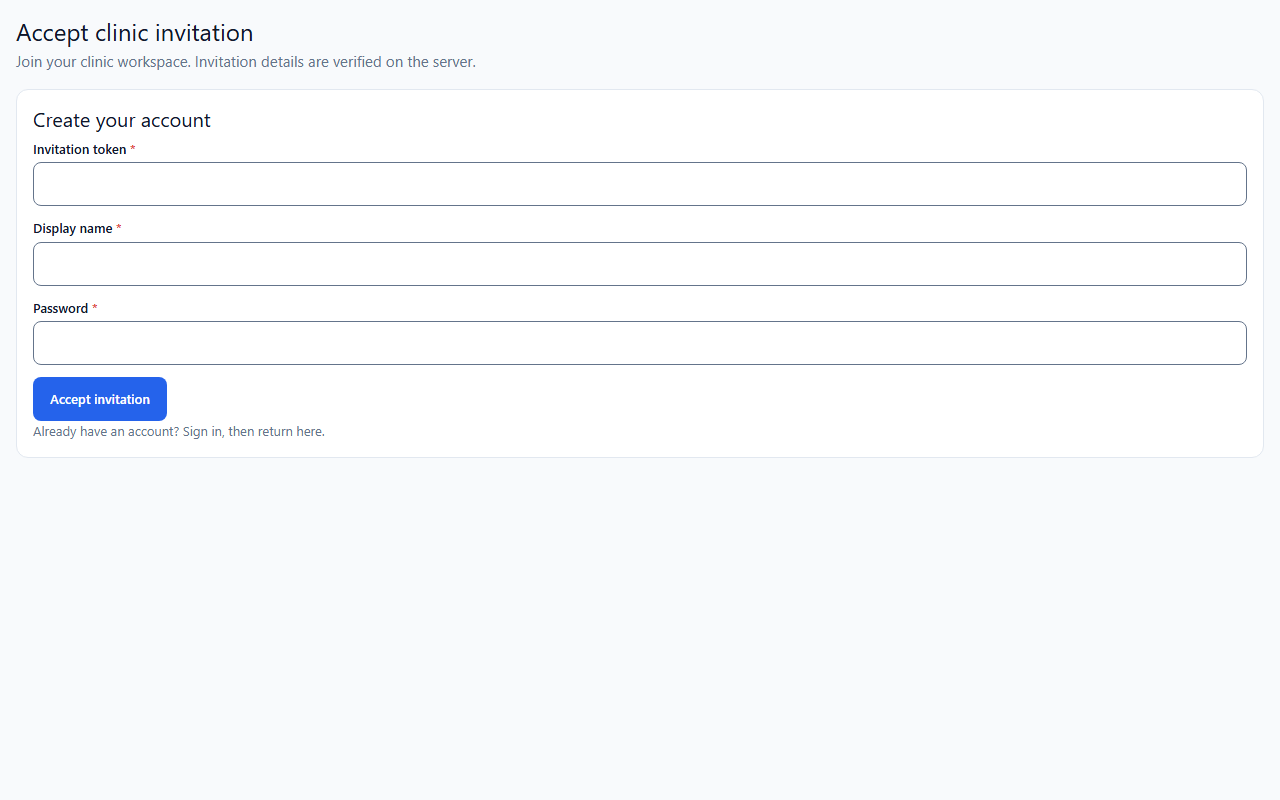 Accept clinic invitation
Join your clinic workspace. Invitation details are verified on the server.
Create your account
Invitation token *
Display name *
Password *
Accept invitation
Already have an account? Sign in, then return here.